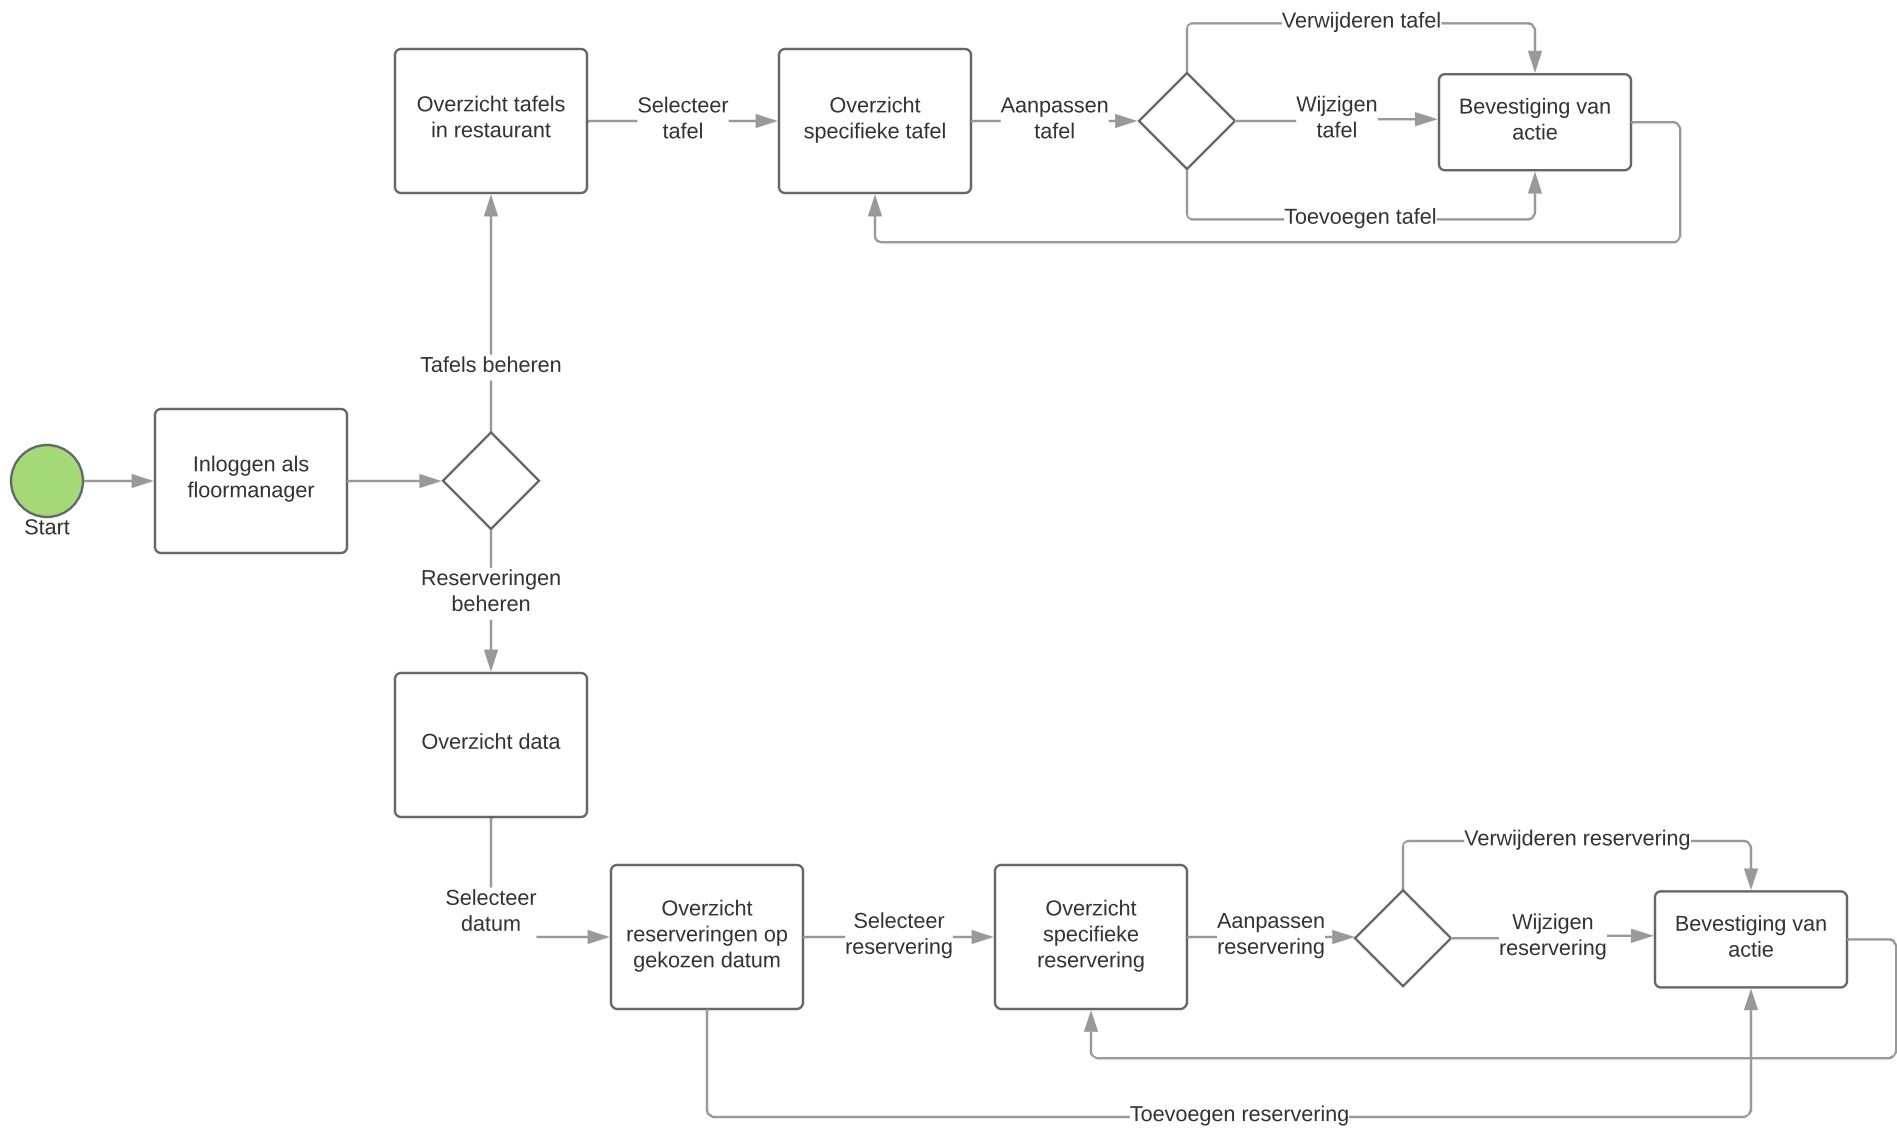 Verwijderen tafel
Overzicht tafels
in restaurant
Selecteer
tafel
Overzicht
specifieke tafel
Aanpassen
tafel
Wijzigen
tafel
Bevestiging van
actie
Toevoegen tafel
Tafels beheren
Start
Inloggen als
floormanager
Reserveringen
beheren
Overzicht data
Selecteer
datum
Overzicht
reserveringen op
gekozen datum
Selecteer
reservering
Overzicht
specifieke
reservering
Aanpassen
reservering
Verwijderen reservering
Wijzigen
reservering
Bevestiging van
actie
Toevoegen reservering